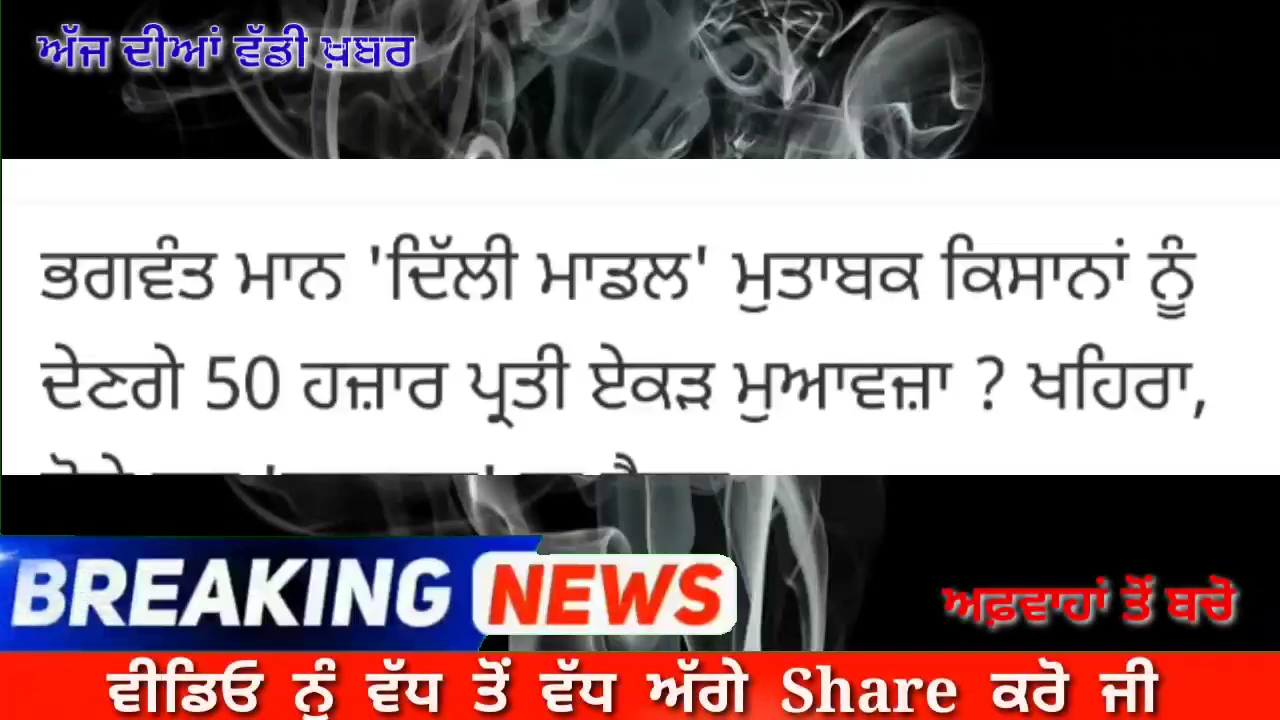 ਅੱਜ ਦੀਆਂ ਵੱਡੀ ਖ਼ਬਰ
ਭਗਵੰਤ ਮਾਨ 'ਦਿੱਲੀ ਮਾਡਲ' ਮੁਤਾਬਕ ਕਿਸਾਨਾਂ ਨੂੰ
ਦੇਣਗੇ 50 ਹਜ਼ਾਰ ਪ੍ਰਤੀ ਏਕੜ ਮੁਆਵਜ਼ਾ ? ਖਹਿਰਾ,
BREAKING NEWS
ਅਫ਼ਵਾਹਾਂ ਤੋਂ ਬਚੋ
ਵੀਡਿਓ ਨੂੰ ਵੱਧ ਤੋਂ ਵੱਧ ਅੱਗੇ Share ਕਰੋ ਜੀ